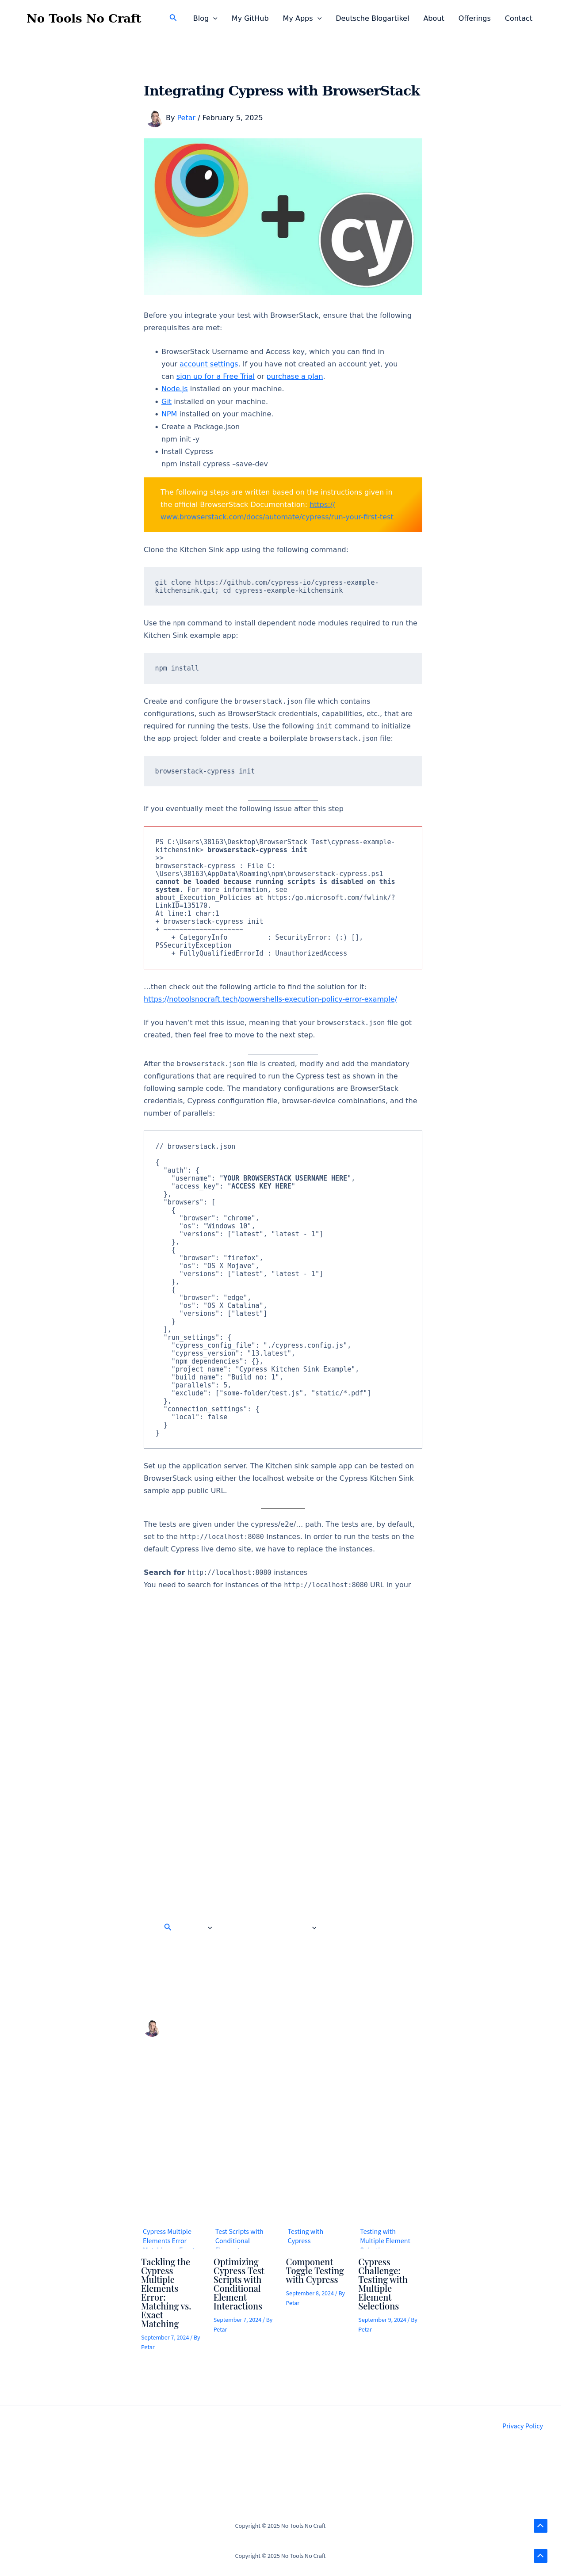 No Tools No Craft
Blog
My GitHub
My Apps
Deutsche Blogartikel
About
Offerings
Contact
Integrating Cypress with BrowserStack
By Petar / February 5, 2025
cy
Before you integrate your test with BrowserStack, ensure that the following
prerequisites are met:
• BrowserStack Username and Access key, which you can find in
your account settings. If you have not created an account yet, you
can sign up for a Free Trial or purchase a plan.
• Node.js installed on your machine.
• Git installed on your machine.
• NPM installed on your machine.
• Create a Package.json
npm init -y
• Install Cypress
npm install cypress –save-dev
The following steps are written based on the instructions given in
the official BrowserStack Documentation: https://
www.browserstack.com/docs/automate/cypress/run-your-first-test
Clone the Kitchen Sink app using the following command:
git clone https://github.com/cypress-io/cypress-example-
kitchensink.git; cd cypress-example-kitchensink
Use the npm command to install dependent node modules required to run the
Kitchen Sink example app:
npm install
Create and configure the browserstack.json file which contains
configurations, such as BrowserStack credentials, capabilities, etc., that are
required for running the tests. Use the following init command to initialize
the app project folder and create a boilerplate browserstack.json file:
browserstack-cypress init
If you eventually meet the following issue after this step
PS C:\Users\38163\Desktop\BrowserStack Test\cypress-example-
kitchensink> browserstack-cypress init
>>
browserstack-cypress : File C:
\Users\38163\AppData\Roaming\npm\browserstack-cypress.ps1
cannot be loaded because running scripts is disabled on this
system. For more information, see
about_Execution_Policies at https:/go.microsoft.com/fwlink/?
LinkID=135170.
At line:1 char:1
+ browserstack-cypress init
+ ~~~~~~~~~~~~~~~~~~~~
    + CategoryInfo          : SecurityError: (:) [],
PSSecurityException
    + FullyQualifiedErrorId : UnauthorizedAccess
…then check out the following article to find the solution for it:
https://notoolsnocraft.tech/powershells-execution-policy-error-example/
If you haven’t met this issue, meaning that your browserstack.json file got
created, then feel free to move to the next step.
After the browserstack.json file is created, modify and add the mandatory
configurations that are required to run the Cypress test as shown in the
following sample code. The mandatory configurations are BrowserStack
credentials, Cypress configuration file, browser-device combinations, and the
number of parallels:
// browserstack.json
{
  "auth": {
    "username": "YOUR BROWSERSTACK USERNAME HERE",
    "access_key": "ACCESS KEY HERE"
  },
  "browsers": [
    {
      "browser": "chrome",
      "os": "Windows 10",
      "versions": ["latest", "latest - 1"]
    },
    {
      "browser": "firefox",
      "os": "OS X Mojave",
      "versions": ["latest", "latest - 1"]
    },
    {
      "browser": "edge",
      "os": "OS X Catalina",
      "versions": ["latest"]
    }
  ],
  "run_settings": {
    "cypress_config_file": "./cypress.config.js",
    "cypress_version": "13.latest",
    "npm_dependencies": {},
    "project_name": "Cypress Kitchen Sink Example",
    "build_name": "Build no: 1",
    "parallels": 5,
    "exclude": ["some-folder/test.js", "static/*.pdf"]
  },
  "connection_settings": {
    "local": false
  }
}
Set up the application server. The Kitchen sink sample app can be tested on
BrowserStack using either the localhost website or the Cypress Kitchen Sink
sample app public URL.
The tests are given under the cypress/e2e/… path. The tests are, by default,
set to the http://localhost:8080 Instances. In order to run the tests on the
default Cypress live demo site, we have to replace the instances.
Search for http://localhost:8080 instances
You need to search for instances of the http://localhost:8080 URL in your
Cypress Multiple
Elements Error
Test Scripts with
Conditional
Testing with
Cypress
Testing with
Multiple Element
Tackling the
Cypress
Multiple
Elements
Error:
Matching vs.
Exact
Matching
September 7, 2024 / By
Petar
Optimizing
Cypress Test
Scripts with
Conditional
Element
Interactions
September 7, 2024 / By
Petar
Component
Toggle Testing
with Cypress
September 8, 2024 / By
Petar
Cypress
Challenge:
Testing with
Multiple
Element
Selections
September 9, 2024 / By
Petar
Privacy Policy
Copyright © 2025 No Tools No Craft
Copyright © 2025 No Tools No Craft